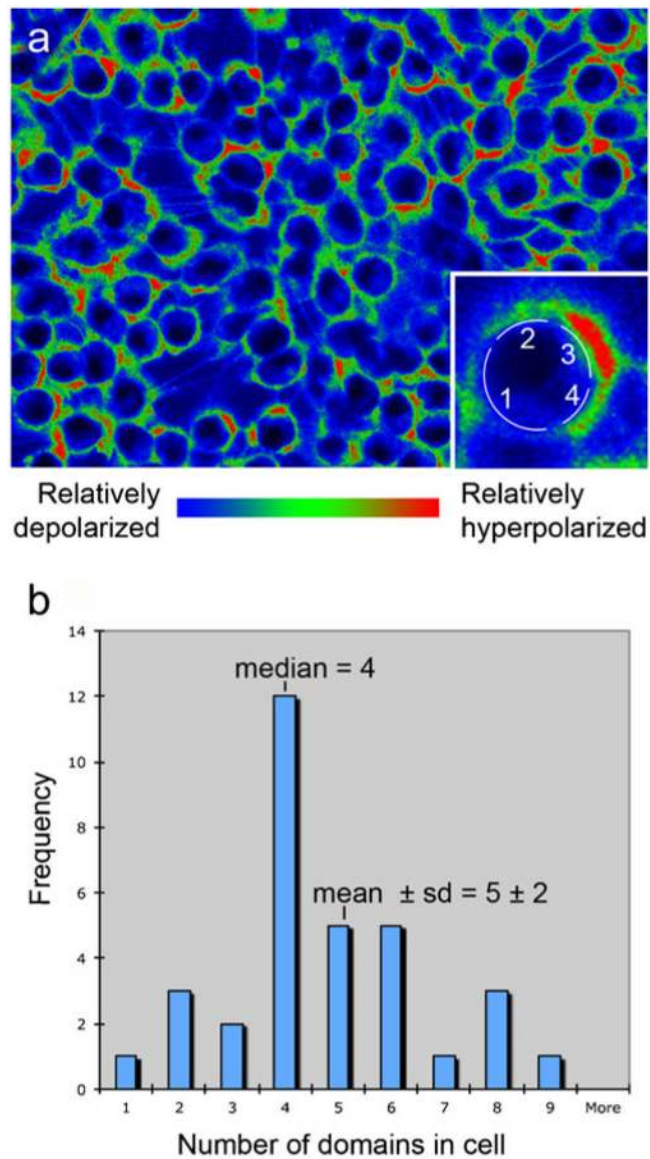 a
2
3
1
4
Relatively
depolarized
Relatively
hyperpolarized
b
14
median = 4
12
10
8
Frequency
mean ± sd = 5 ± 2
6
4
2
0
1 2 3 4 5 6 7 8 9 More
Number of domains in cell